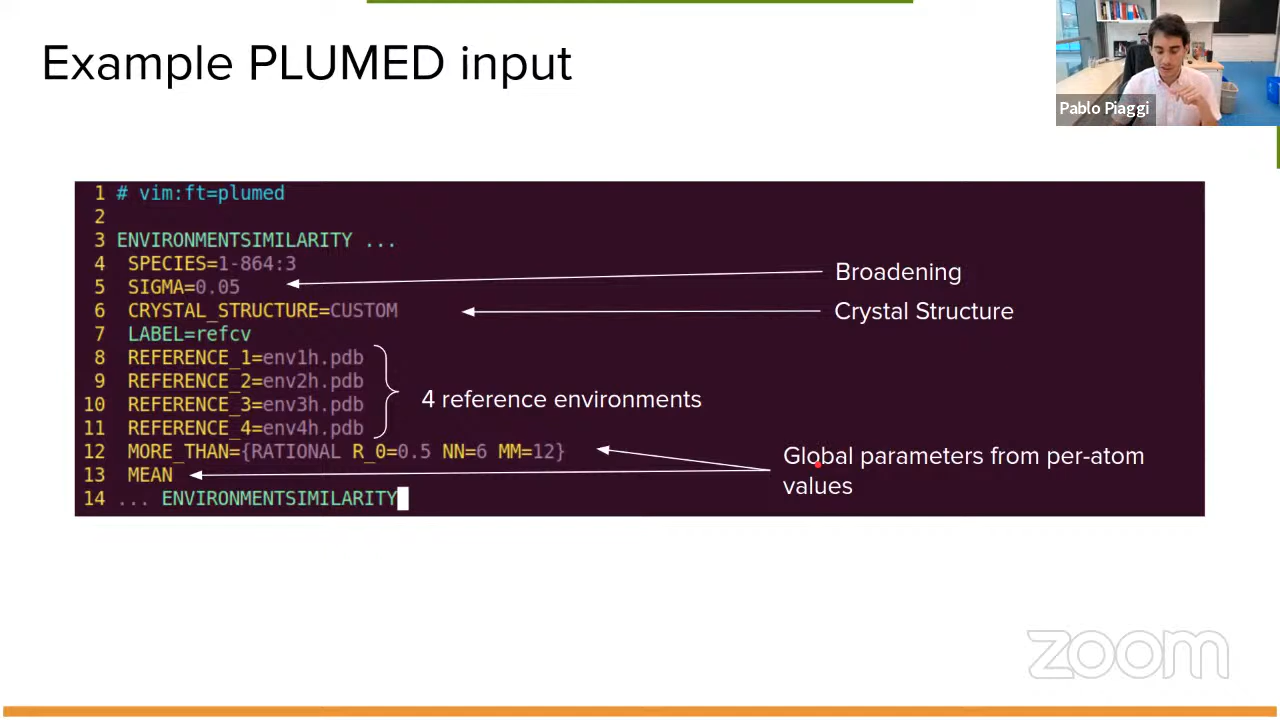 Example PLUMED input
Pablo Piaggi
1 # vim:ft=plumed
2
3 ENVIRONMENTSIMILARITY ...
4 SPECIES=1-864:3
5 SIGMA=0.05
6 CRYSTAL_STRUCTURE=CUSTOM
7 LABEL=refcv
8 REFERENCE_1=env1h.pdb
9 REFERENCE_2=env2h.pdb
10 REFERENCE_3=env3h.pdb
11 REFERENCE_4=env4h.pdb
12 MORE_THAN={RATIONAL R_0=0.5 NN=6 MM=12}
13 MEAN
14 ... ENVIRONMENTSIMILARITY
Broadening
Crystal Structure
4 reference environments
Global parameters from per-atom
values
zoom